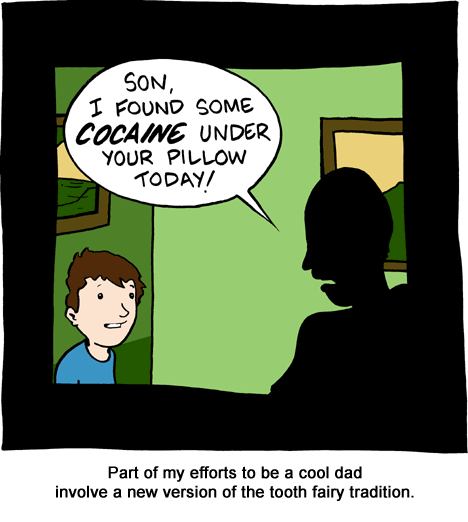 SON,
I FOUND SOME
COCAINE UNDER
YOUR PILLOW
TODAY!
Part of my efforts to be a cool dad
involve a new version of the tooth fairy tradition.